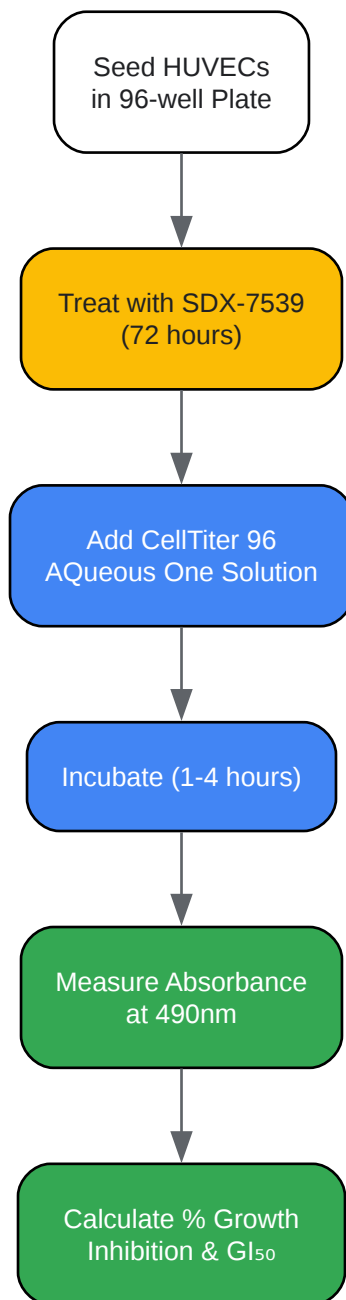 Seed HUVECs
in 96-well Plate
Treat with SDX-7539
(72 hours)
Add CellTiter 96
AQueous One Solution
Incubate (1-4 hours)
Measure Absorbance
at 490nm
Calculate % Growth
Inhibition & GI₅₀